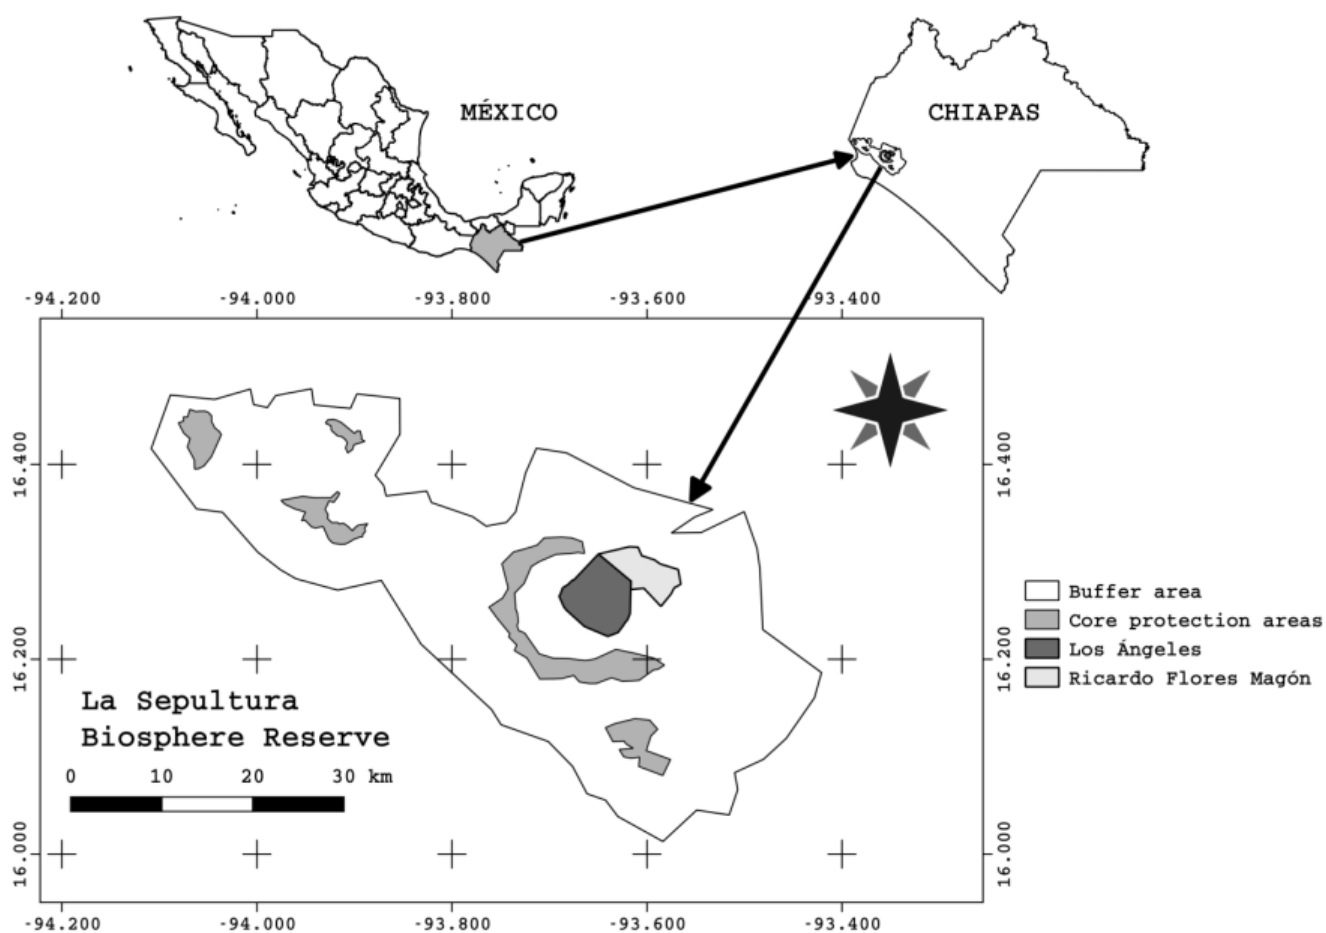 MÉXICO
CHIAPAS
-94.200 -94.000 -93.800 -93.600 -93.400
16.400 16.400
16.200 16.200
16.000 16.000
La Sepultura
Biosphere Reserve
0 10 20 30 km
Buffer area
Core protection areas
Los Ángeles
Ricardo Flores Magón
-94.200 -94.000 -93.800 -93.600 -93.400